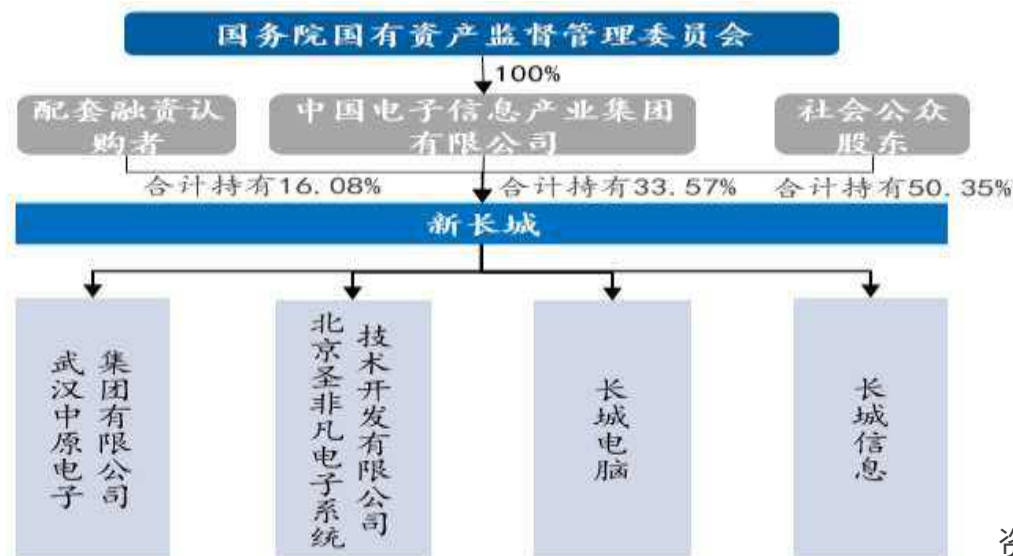 国务院国有资产监督管理委员会
100%
配套融资认
购者
中国电子信息产业集团
有限公司
社会公众
股东
合计持有16.08%
合计持有33.57%
合计持有50.35%
新长城
武汉中原电子
集团有限公司
北京圣非凡电子系统
技术开发有限公司
长城电脑
长城信息